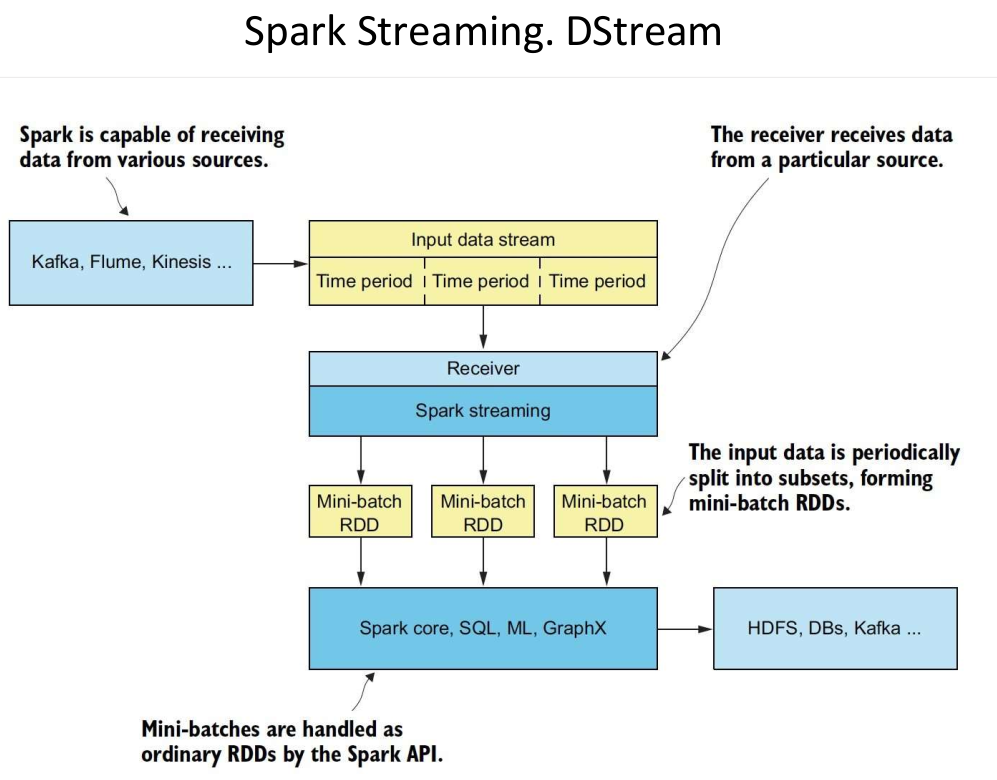 Spark Streaming. DStream
Spark is capable of receiving
data from various sources.
The receiver receives data
from a particular source.
Kafka, Flume, Kinesis ...
Input data stream
Time period
Time period
Time period
Receiver
Spark streaming
The input data is periodically
split into subsets, forming
mini-batch RDDs.
Mini-batch
RDD
Mini-batch
RDD
Mini-batch
RDD
Spark core, SQL, ML, GraphX
HDFS, DBs, Kafka ...
Mini-batches are handled as
ordinary RDDs by the Spark API.